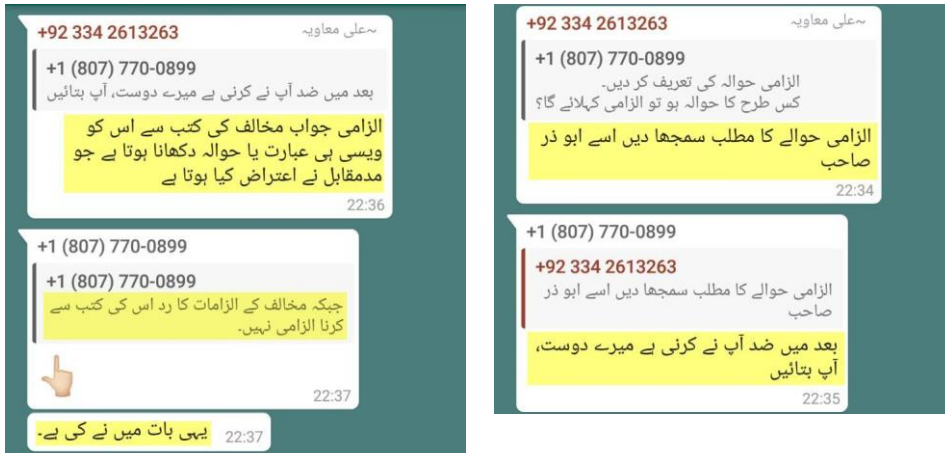 +92 334 2613263
~علی معاویہ
+1 (807) 770-0899
بعد میں ضد آپ نے کرنی ہے میرے دوست، آپ بتائیں
الزامی جواب مخالف کی کتب سے اس کو
ویسی ہی عبارت یا حوالہ دکھانا ہوتا ہے جو
مدمقابل نے اعتراض کیا ہوتا ہے
22:36
+1 (807) 770-0899
+1 (807) 770-0899
جبکہ مخالف کے الزامات کا رد اس کی کتب سے
کرنا الزامی نہیں۔
22:37
یہی بات میں نے کی ہے۔
22:37
+92 334 2613263
~علی معاویہ
+1 (807) 770-0899
الزامی حوالہ کی تعریف کر دیں۔
کس طرح کا حوالہ ہو تو الزامی کہلائے گا؟
الزامی حوالے کا مطلب سمجھا دیں اسے ابو ذر
صاحب
22:34
+1 (807) 770-0899
+92 334 2613263
الزامی حوالے کا مطلب سمجھا دیں اسے ابو ذر
صاحب
بعد میں ضد آپ نے کرنی ہے میرے دوست،
آپ بتائیں
22:35